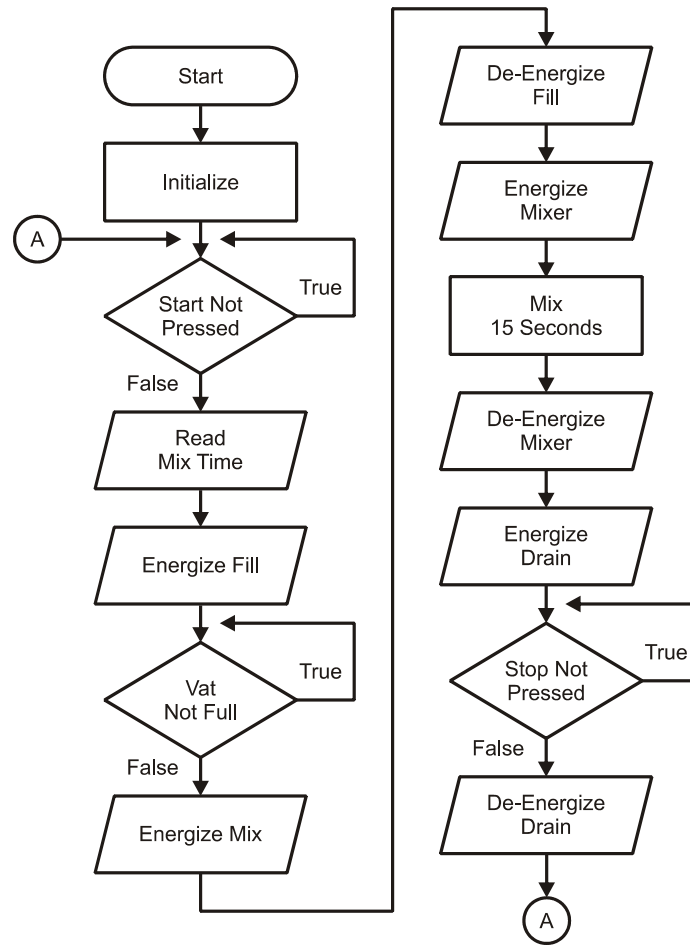 Start
Initialize
A
True
Start Not
Pressed
False
Read
Mix Time
Energize Fill
True
Vat
Not Full
False
Energize Mix
De-Energize
Fill
Energize
Mixer
Mix
15 Seconds
De-Energize
Mixer
Energize
Drain
True
Stop Not
Pressed
False
De-Energize
Drain
A